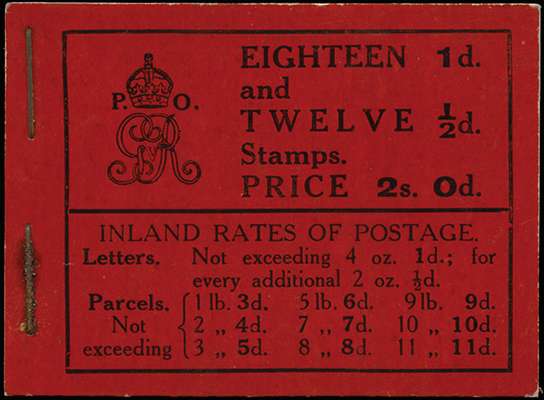 P. O.
GVR
EIGHTEEN 1d.
and
TWELVE ½d.
Stamps.
PRICE 2s. 0d.
INLAND RATES OF POSTAGE.
Letters. Not exceeding 4 oz. 1d.; for
every additional 2 oz. ½d.
Parcels. 1 lb. 3d. 5 lb. 6d. 9 lb. 9d.
Not 2 „ 4d. 7 „ 7d. 10 „ 10d.
exceeding 3 „ 5d. 8 „ 8d. 11 „ 11d.